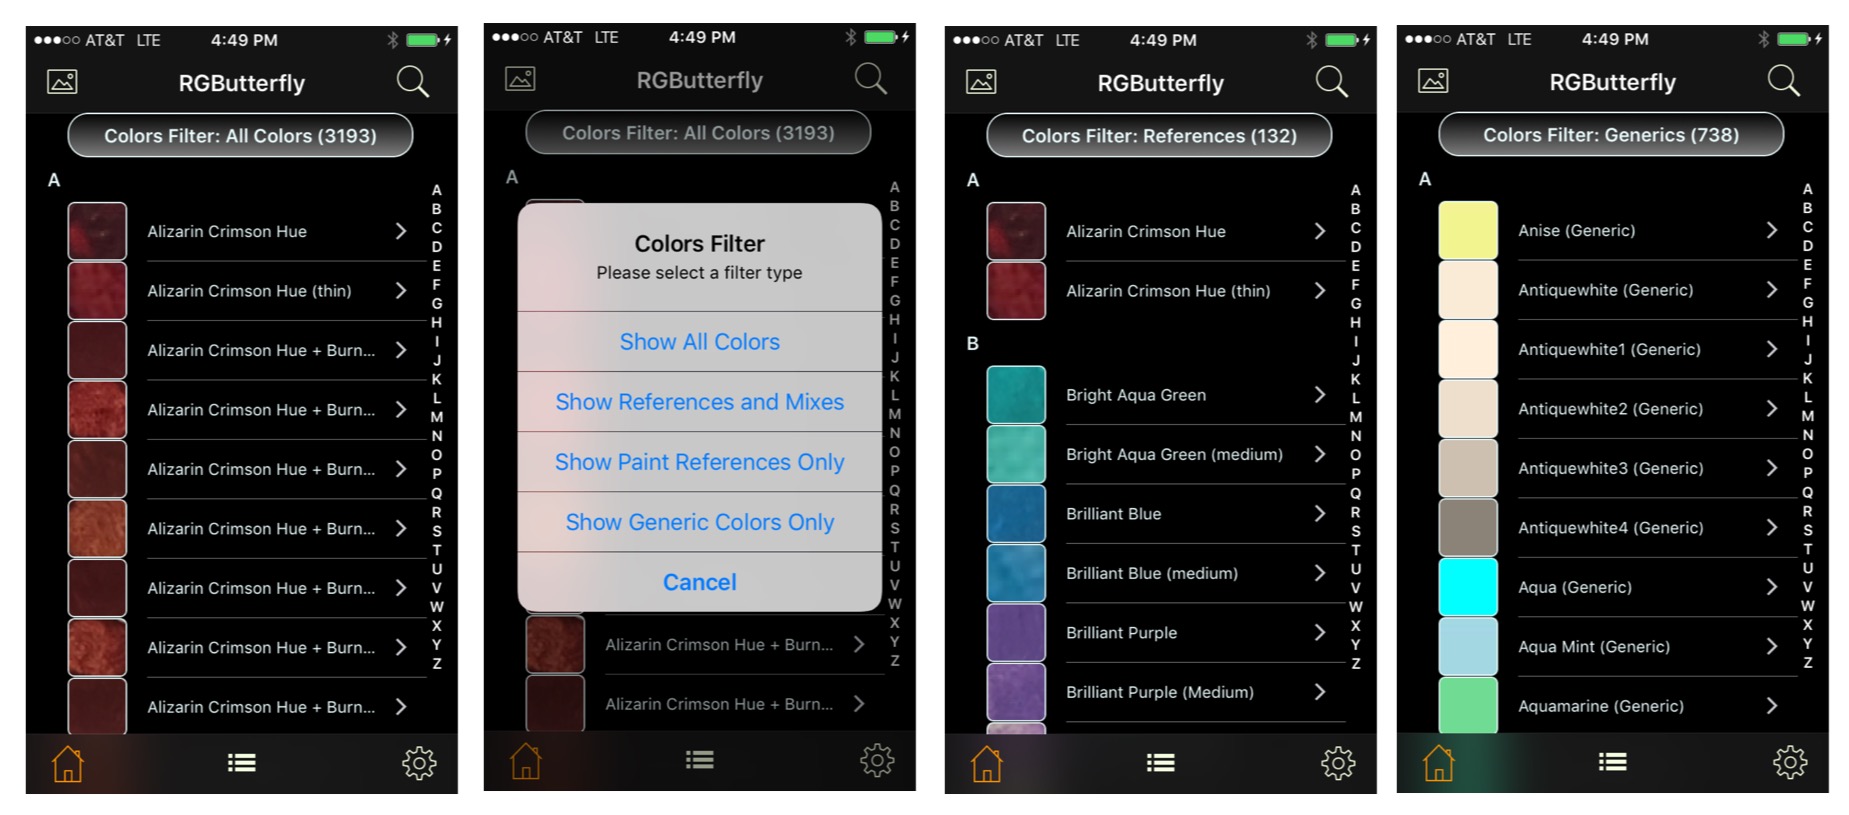 ●●●○○ AT&T LTE 4:49 PM
RGButterfly
Colors Filter: All Colors (3193)
A
Alizarin Crimson Hue
Alizarin Crimson Hue (thin)
Alizarin Crimson Hue + Burn...
Alizarin Crimson Hue + Burn...
Alizarin Crimson Hue + Burn...
Alizarin Crimson Hue + Burn...
Alizarin Crimson Hue + Burn...
Alizarin Crimson Hue + Burn...
Alizarin Crimson Hue + Burn...
A
B
C
D
E
F
G
H
I
J
K
L
M
N
O
P
Q
R
S
T
U
V
W
X
Y
Z
●●●○○ AT&T LTE 4:49 PM
RGButterfly
Colors Filter: All Colors (3193)
A
Colors Filter
Please select a filter type
Show All Colors
Show References and Mixes
Show Paint References Only
Show Generic Colors Only
Cancel
Alizarin Crimson Hue + Burn...
Alizarin Crimson Hue + Burn...
A
B
C
D
E
F
G
H
I
J
K
L
M
N
O
P
Q
R
S
T
U
V
W
X
Y
Z
●●●○○ AT&T LTE 4:49 PM
RGButterfly
Colors Filter: References (132)
A
Alizarin Crimson Hue
Alizarin Crimson Hue (thin)
B
Bright Aqua Green
Bright Aqua Green (medium)
Brilliant Blue
Brilliant Blue (medium)
Brilliant Purple
Brilliant Purple (Medium)
A
B
C
D
E
F
G
H
I
J
K
L
M
N
O
P
Q
R
S
T
U
V
W
X
Y
Z
●●●○○ AT&T LTE 4:49 PM
RGButterfly
Colors Filter: Generics (738)
A
Anise (Generic)
Antiquewhite (Generic)
Antiquewhite1 (Generic)
Antiquewhite2 (Generic)
Antiquewhite3 (Generic)
Antiquewhite4 (Generic)
Aqua (Generic)
Aqua Mint (Generic)
Aquamarine (Generic)
A
B
C
D
E
F
G
H
I
J
K
L
M
N
O
P
Q
R
S
T
U
V
W
X
Y
Z